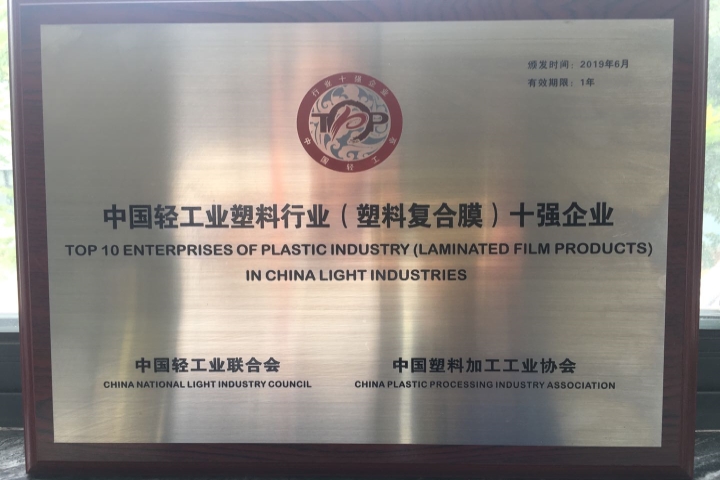 颁发时间：2019年6月
有效期限：1年
行业十强企业
TOP
中国轻工业
中国轻工业塑料行业（塑料复合膜）十强企业
TOP 10 ENTERPRISES OF PLASTIC INDUSTRY (LAMINATED FILM PRODUCTS)
IN CHINA LIGHT INDUSTRIES
中国轻工业联合会
CHINA NATIONAL LIGHT INDUSTRY COUNCIL
中国塑料加工工业协会
CHINA PLASTIC PROCESSING INDUSTRY ASSOCIATION